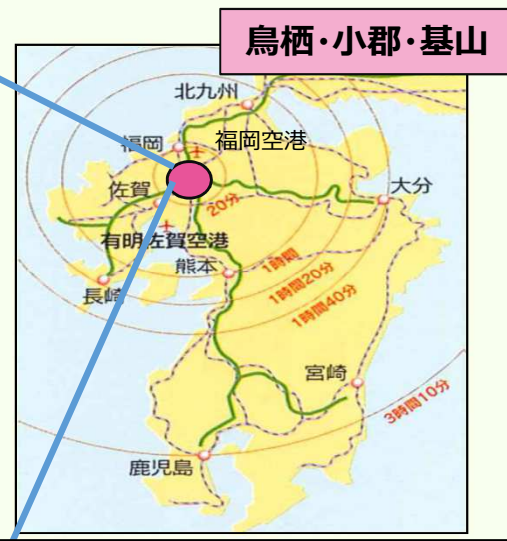 鳥栖・小郡・基山
北九州
福岡
福岡空港
佐賀
大分
20分
有明佐賀空港
熊本
1時間
長崎
1時間20分
1時間40分
宮崎
3時間10分
鹿児島